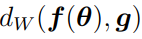 d_W(𝒇(𝜽), 𝒈)